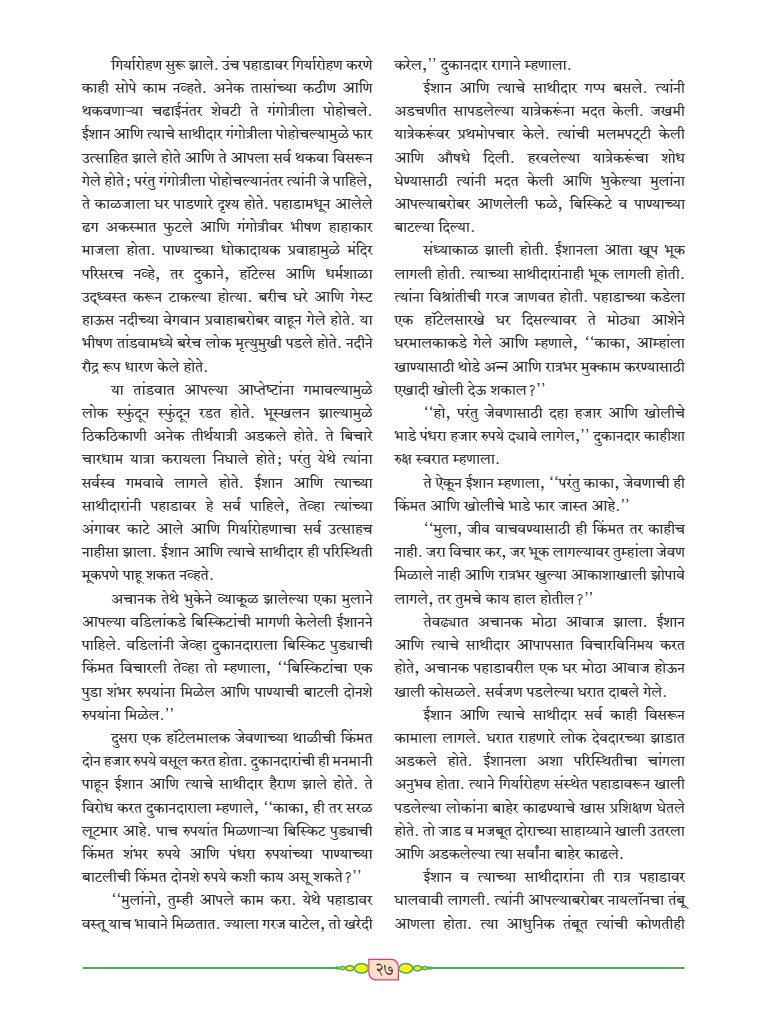 गिर्यारोहण सुरू झाले. उंच पहाडावर गिर्यारोहण करणे
काही सोपे काम नव्हते. अनेक तासांच्या कठीण आणि
थकवणाऱ्या चढाईनंतर शेवटी ते गंगोत्रीला पोहोचले.
ईशान आणि त्याचे साथीदार गंगोत्रीला पोहोचल्यामुळे फार
उत्साहित झाले होते आणि ते आपला सर्व थकवा विसरून
गेले होते; परंतु गंगोत्रीला पोहोचल्यानंतर त्यांनी जे पाहिले,
ते काळजाला घर पाडणारे दृश्य होते. पहाडामधून आलेले
ढग अकस्मात फुटले आणि गंगोत्रीवर भीषण हाहाकार
माजला होता. पाण्याच्या धोकादायक प्रवाहामुळे मंदिर
परिसरच नव्हे, तर दुकाने, हॉटेल्स आणि धर्मशाळा
उद्ध्वस्त करून टाकल्या होत्या. बरीच घरे आणि गेस्ट
हाऊस नदीच्या वेगवान प्रवाहाबरोबर वाहून गेले होते. या
भीषण तांडवामध्ये बरेच लोक मृत्युमुखी पडले होते. नदीने
रौद्र रूप धारण केले होते.
या तांडवात आपल्या आप्तेष्टांना गमावल्यामुळे
लोक स्फुंदून स्फुंदून रडत होते. भूस्खलन झाल्यामुळे
ठिकठिकाणी अनेक तीर्थयात्री अडकले होते. ते बिचारे
चारधाम यात्रा करायला निघाले होते; परंतु येथे त्यांना
सर्वस्व गमवावे लागले होते. ईशान आणि त्याच्या
साथीदारांनी पहाडावर हे सर्व पाहिले, तेव्हा त्यांच्या
अंगावर काटे आले आणि गिर्यारोहणाचा सर्व उत्साहच
नाहीसा झाला. ईशान आणि त्याचे साथीदार ही परिस्थिती
मूकपणे पाहू शकत नव्हते.
अचानक तेथे भुकेने व्याकूळ झालेल्या एका मुलाने
आपल्या वडिलांकडे बिस्किटांची मागणी केलेली ईशानने
पाहिले. वडिलांनी जेव्हा दुकानदाराला बिस्किट पुड्याची
किंमत विचारली तेव्हा तो म्हणाला, ‘‘बिस्किटांचा एक
पुडा शंभर रुपयांना मिळेल आणि पाण्याची बाटली दोनशे
रुपयांना मिळेल.’’
दुसरा एक हॉटेलमालक जेवणाच्या थाळीची किंमत
दोन हजार रुपये वसूल करत होता. दुकानदारांची ही मनमानी
पाहून ईशान आणि त्याचे साथीदार हैराण झाले होते. ते
विरोध करत दुकानदाराला म्हणाले, ‘‘काका, ही तर सरळ
लूटमार आहे. पाच रुपयांत मिळणाऱ्या बिस्किट पुड्याची
किंमत शंभर रुपये आणि पंधरा रुपयांच्या पाण्याच्या
बाटलीची किंमत दोनशे रुपये कशी काय असू शकते?’’
‘‘मुलांनो, तुम्ही आपले काम करा. येथे पहाडावर
वस्तू याच भावाने मिळतात. ज्याला गरज वाटेल, तो खरेदी
करेल,’’ दुकानदार रागाने म्हणाला.
ईशान आणि त्याचे साथीदार गप्प बसले. त्यांनी
अडचणीत सापडलेल्या यात्रेकरूंना मदत केली. जखमी
यात्रेकरूंवर प्रथमोपचार केले. त्यांची मलमपट्टी केली
आणि औषधे दिली. हरवलेल्या यात्रेकरूंचा शोध
घेण्यासाठी त्यांनी मदत केली आणि भुकेल्या मुलांना
आपल्याबरोबर आणलेली फळे, बिस्किटे व पाण्याच्या
बाटल्या दिल्या.
संध्याकाळ झाली होती. ईशानला आता खूप भूक
लागली होती. त्याच्या साथीदारांनाही भूक लागली होती.
त्यांना विश्रांतीची गरज जाणवत होती. पहाडाच्या कडेला
एक हॉटेलसारखे घर दिसल्यावर ते मोठ्या आशेने
घरमालकाकडे गेले आणि म्हणाले, ‘‘काका, आम्हांला
खाण्यासाठी थोडे अन्न आणि रात्रभर मुक्काम करण्यासाठी
एखादी खोली देऊ शकाल?’’
‘‘हो, परंतु जेवणासाठी दहा हजार आणि खोलीचे
भाडे पंधरा हजार रुपये द्यावे लागेल,’’ दुकानदार काहीशा
रुक्ष स्वरात म्हणाला.
ते ऐकून ईशान म्हणाला, ‘‘परंतु काका, जेवणाची ही
किंमत आणि खोलीचे भाडे फार जास्त आहे.’’
‘‘मुला, जीव वाचवण्यासाठी ही किंमत तर काहीच
नाही. जरा विचार कर, जर भूक लागल्यावर तुम्हांला जेवण
मिळाले नाही आणि रात्रभर खुल्या आकाशाखाली झोपावे
लागले, तर तुमचे काय हाल होतील?’’
तेवढ्यात अचानक मोठा आवाज झाला. ईशान
आणि त्याचे साथीदार आपापसात विचारविनिमय करत
होते, अचानक पहाडावरील एक घर मोठा आवाज होऊन
खाली कोसळले. सर्वजण पडलेल्या घरात दाबले गेले.
ईशान आणि त्याचे साथीदार सर्व काही विसरून
कामाला लागले. घरात राहणारे लोक देवदारच्या झाडात
अडकले होते. ईशानला अशा परिस्थितीचा चांगला
अनुभव होता. त्याने गिर्यारोहण संस्थेत पहाडावरून खाली
पडलेल्या लोकांना बाहेर काढण्याचे खास प्रशिक्षण घेतले
होते. तो जाड व मजबूत दोराच्या साहाय्याने खाली उतरला
आणि अडकलेल्या त्या सर्वांना बाहेर काढले.
ईशान व त्याच्या साथीदारांना ती रात्र पहाडावर
घालवावी लागली. त्यांनी आपल्याबरोबर नायलॉनचा तंबू
आणला होता. त्या आधुनिक तंबूत त्यांची कोणतीही
२७